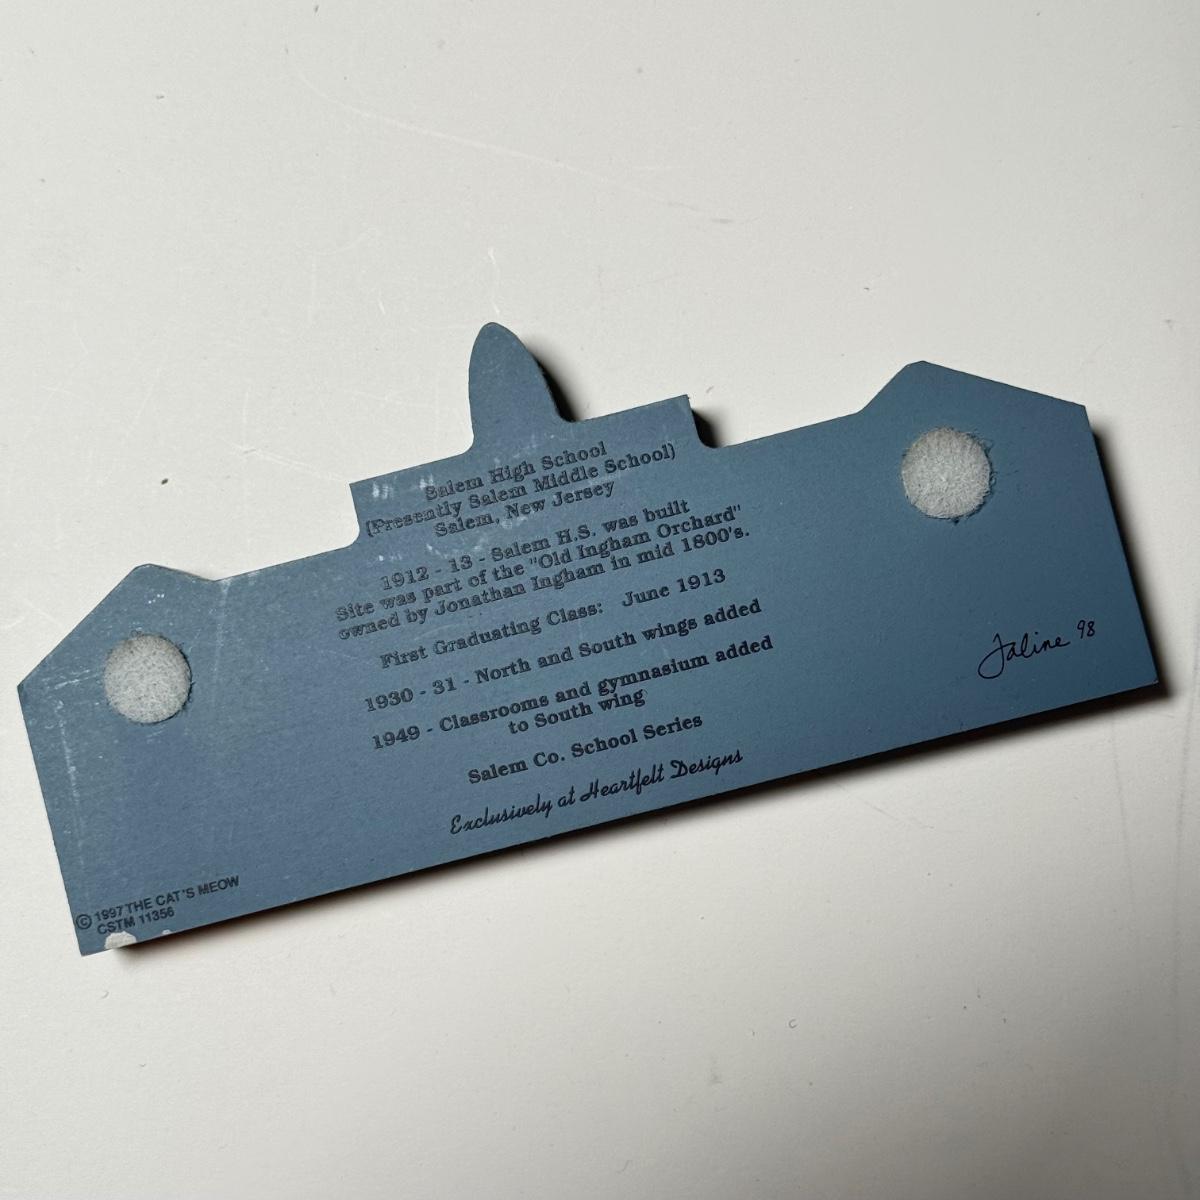 Salem High School
(Presently Salem Middle School)
Salem, New Jersey
1912 - 13 - Salem H.S. was built
Site was part of the "Old Ingham Orchard"
owned by Jonathan Ingham in mid 1800's.
First Graduating Class: June 1913
1930 - 31 - North and South wings added
1949 - Classrooms and gymnasium added
to South wing
Salem Co. School Series
Exclusively at Heartfelt Designs
Faline 98
© 1997 THE CAT'S MEOW
CSTM 11356